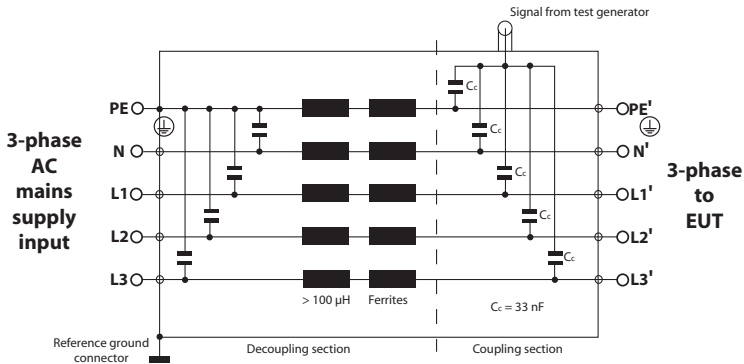 Signal from test generator
Cc
PE
PE'
Cc
3-phase
AC
mains
supply
input
N
N'
3-phase
to
EUT
Cc
L1
L1'
Cc
L2
L2'
Cc
L3
L3'
> 100 µH
Ferrites
Cc = 33 nF
Reference ground
connector
Decoupling section
Coupling section